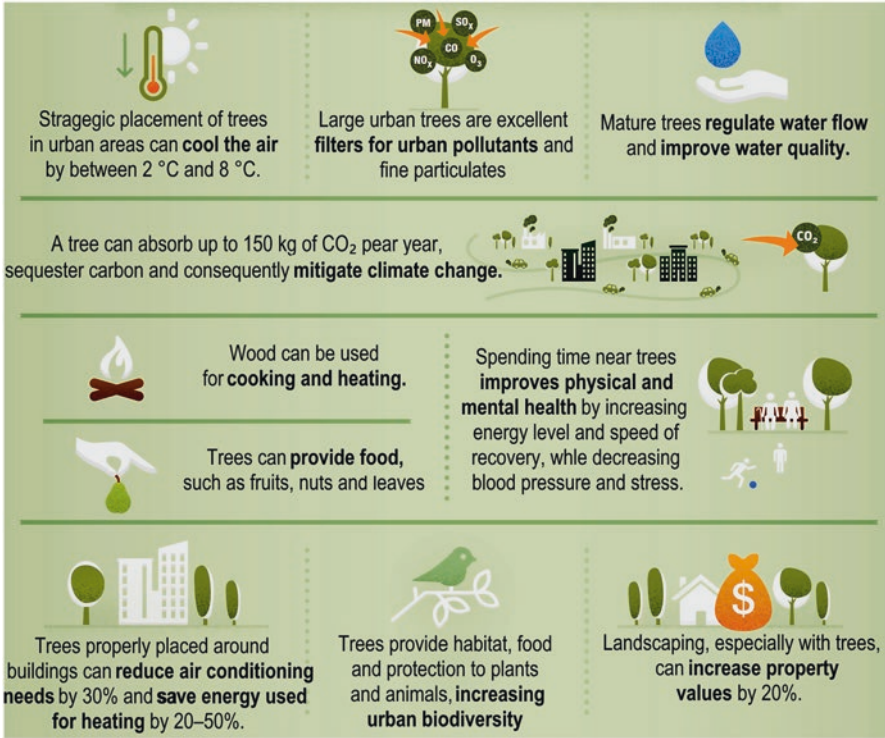 PM
SOX
CO
NOX
O3
Stragegic placement of trees
in urban areas can cool the air
by between 2 °C and 8 °C.
Large urban trees are excellent
filters for urban pollutants and
fine particulates
Mature trees regulate water flow
and improve water quality.
A tree can absorb up to 150 kg of CO₂ pear year,
sequester carbon and consequently mitigate climate change.
CO₂
Wood can be used
for cooking and heating.
Trees can provide food,
such as fruits, nuts and leaves
Spending time near trees
improves physical and
mental health by increasing
energy level and speed of
recovery, whle decreasing
blood pressure and stress.
Trees properly placed around
buildings can reduce air conditioning
needs by 30% and save energy used
for heating by 20–50%.
Trees provide habitat, food
and protection to plants
and animals, increasing
urban biodiversity
$
Landscaping, especially with trees,
can increase property
values by 20%.